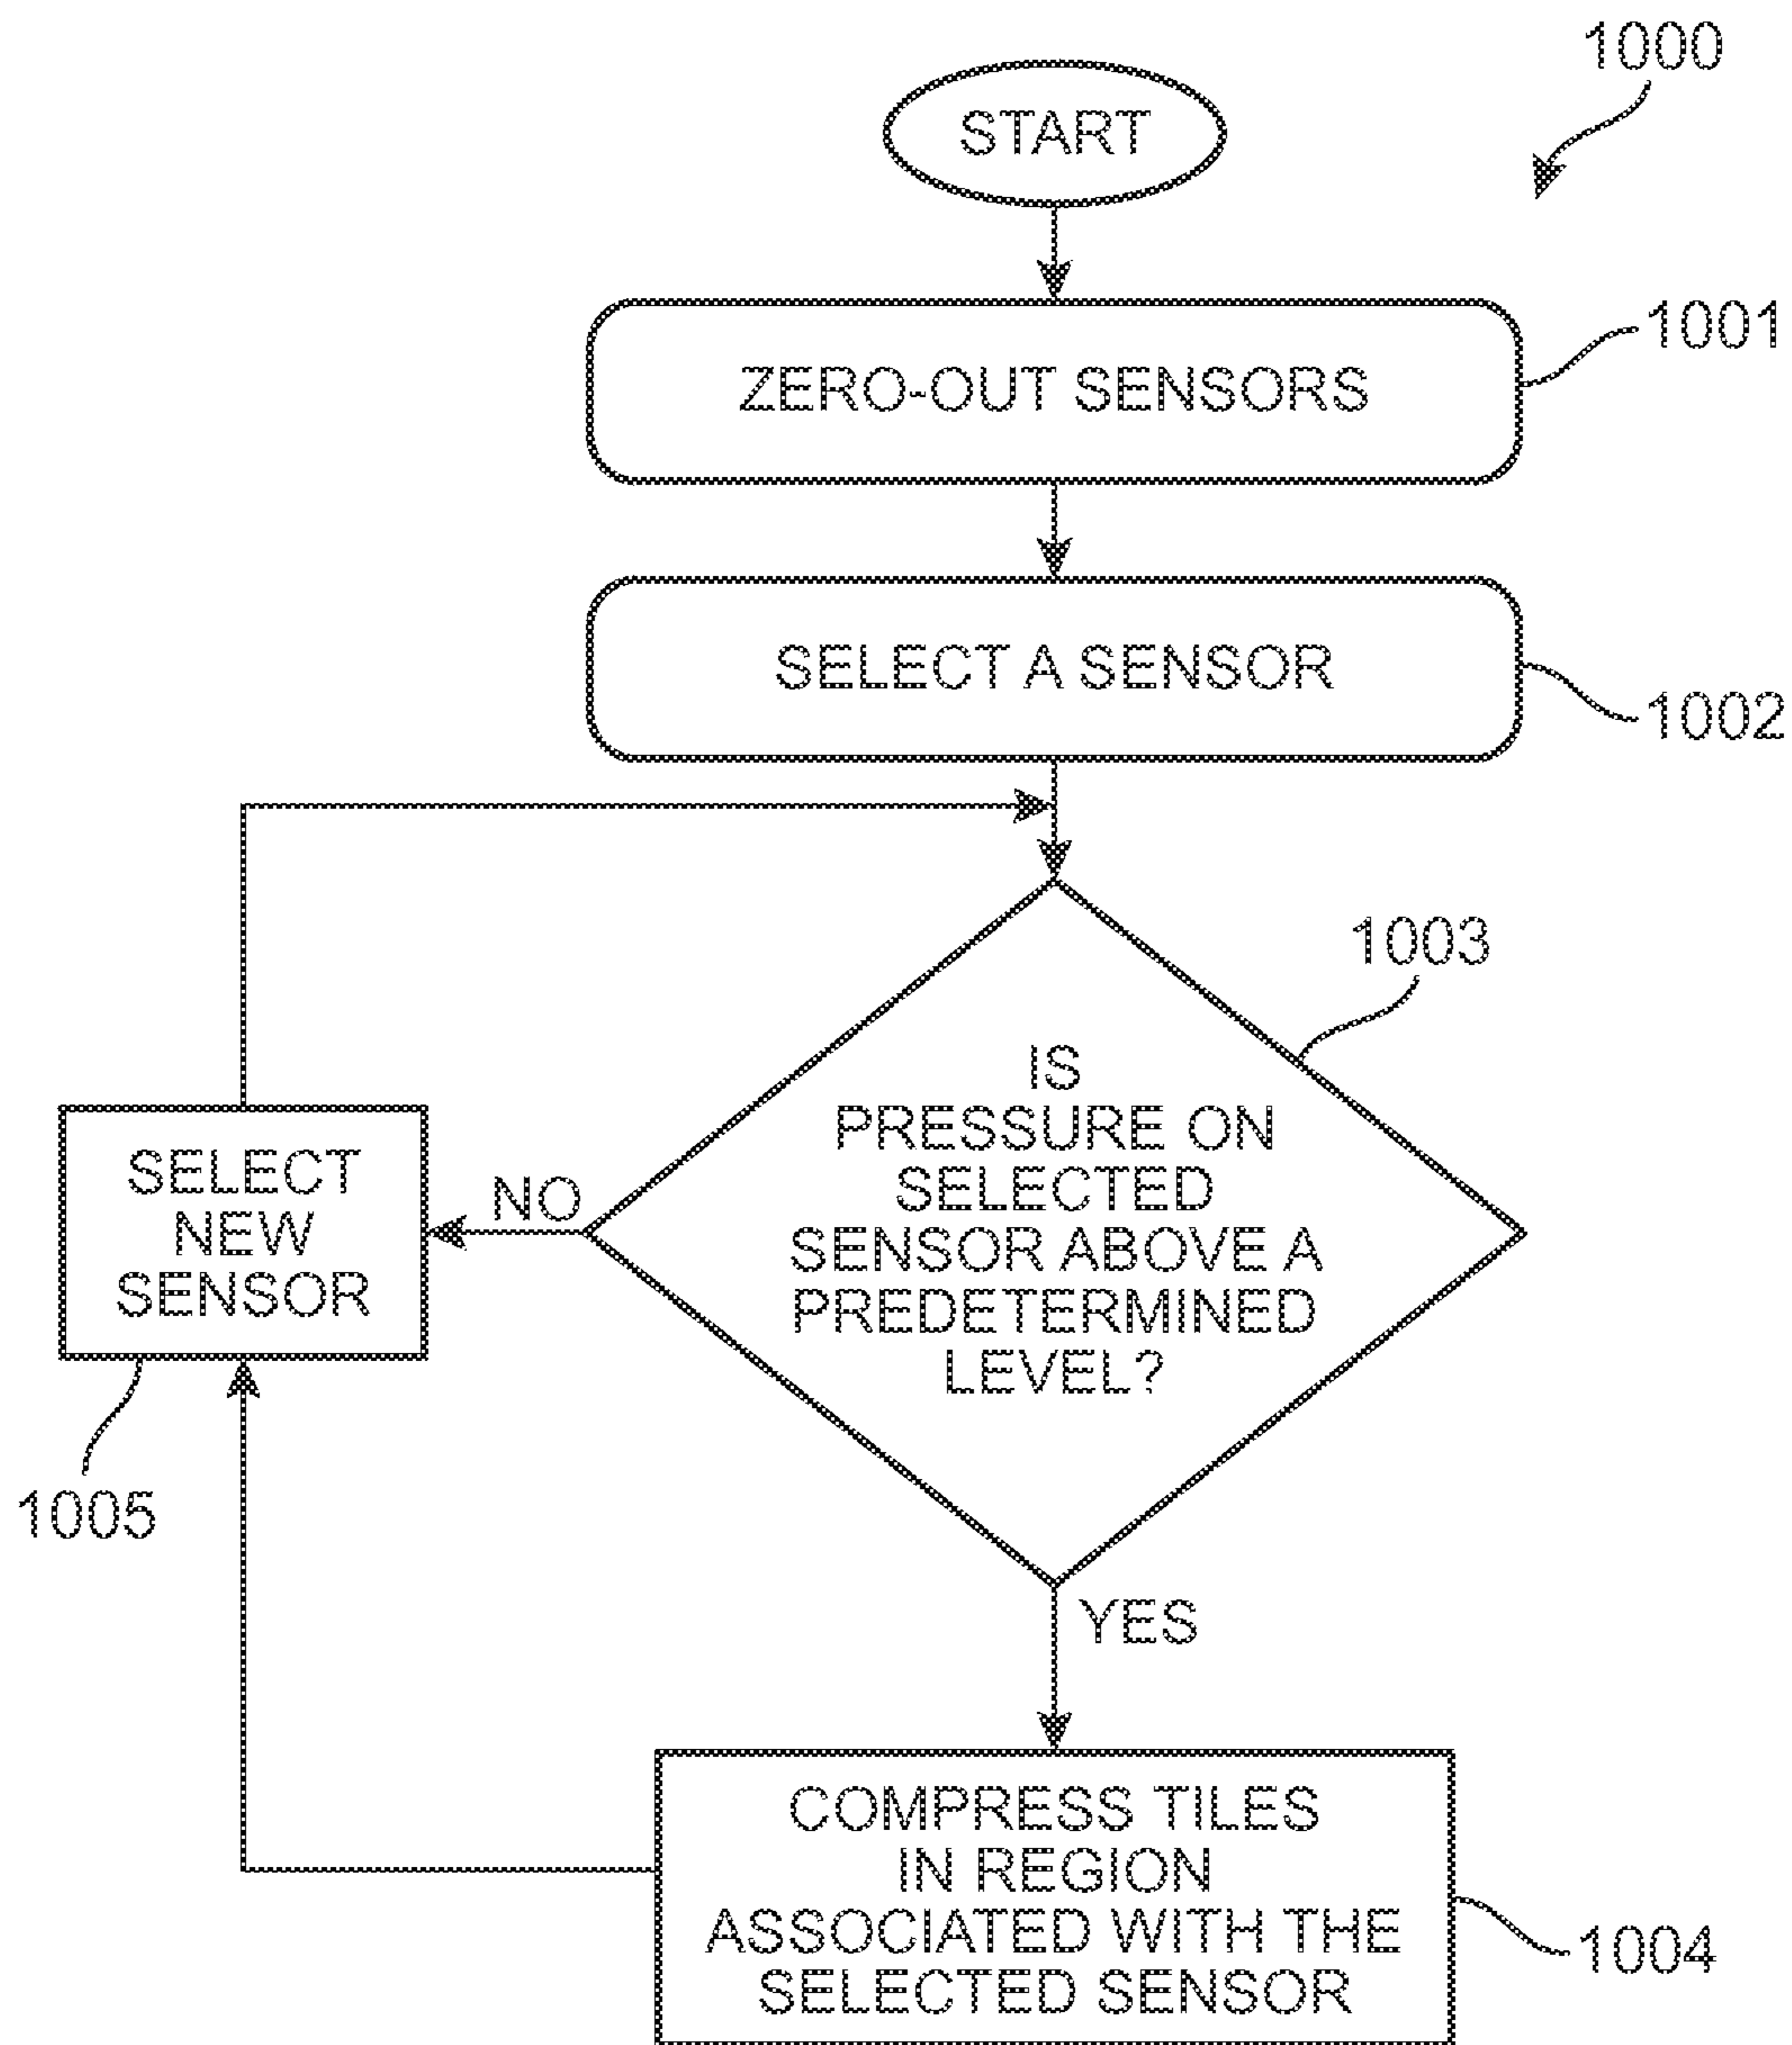 1000
START
ZERO-OUT SENSORS
1001
SELECT A SENSOR
1002
1003
IS
PRESSURE ON
SELECTED
SENSOR ABOVE A
PREDETERMINED
LEVEL?
NO
SELECT
NEW
SENSOR
1005
YES
COMPRESS TILES
IN REGION
ASSOCIATED WITH THE
SELECTED SENSOR
1004